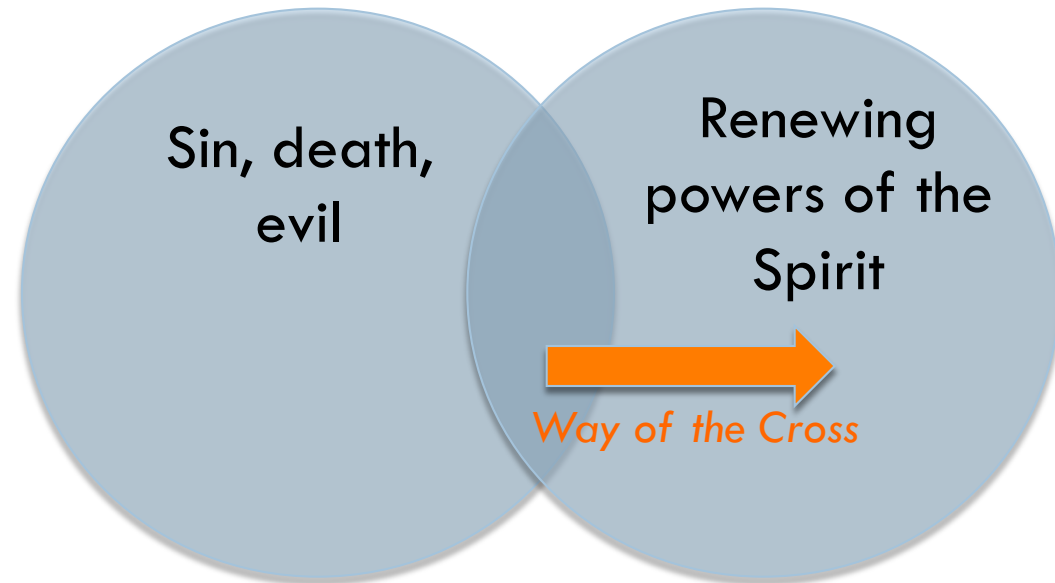 Sin, death,
evil
Renewing
powers of the
Spirit
Way of the Cross